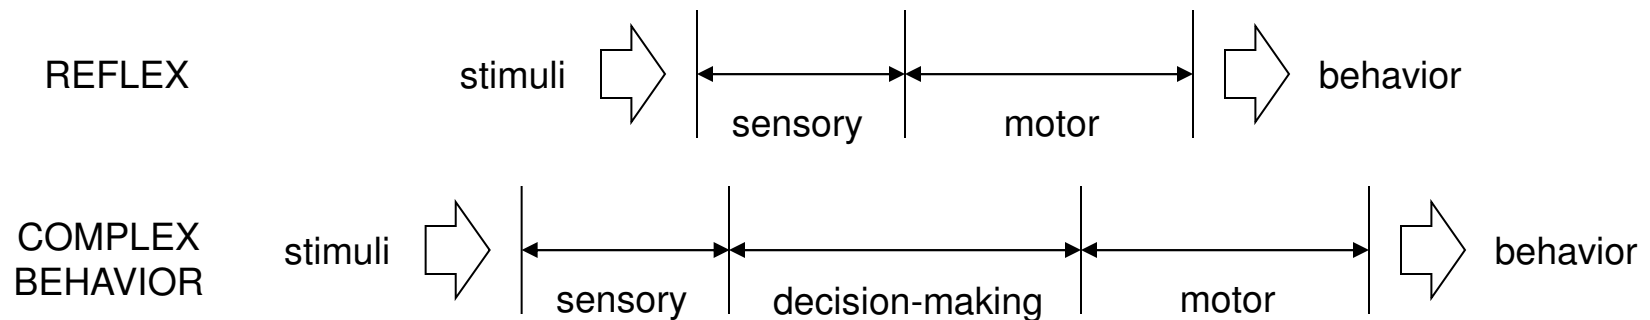 REFLEX stimuli behavior
sensory motor
COMPLEX
BEHAVIOR
stimuli behavior
sensory decision-making motor